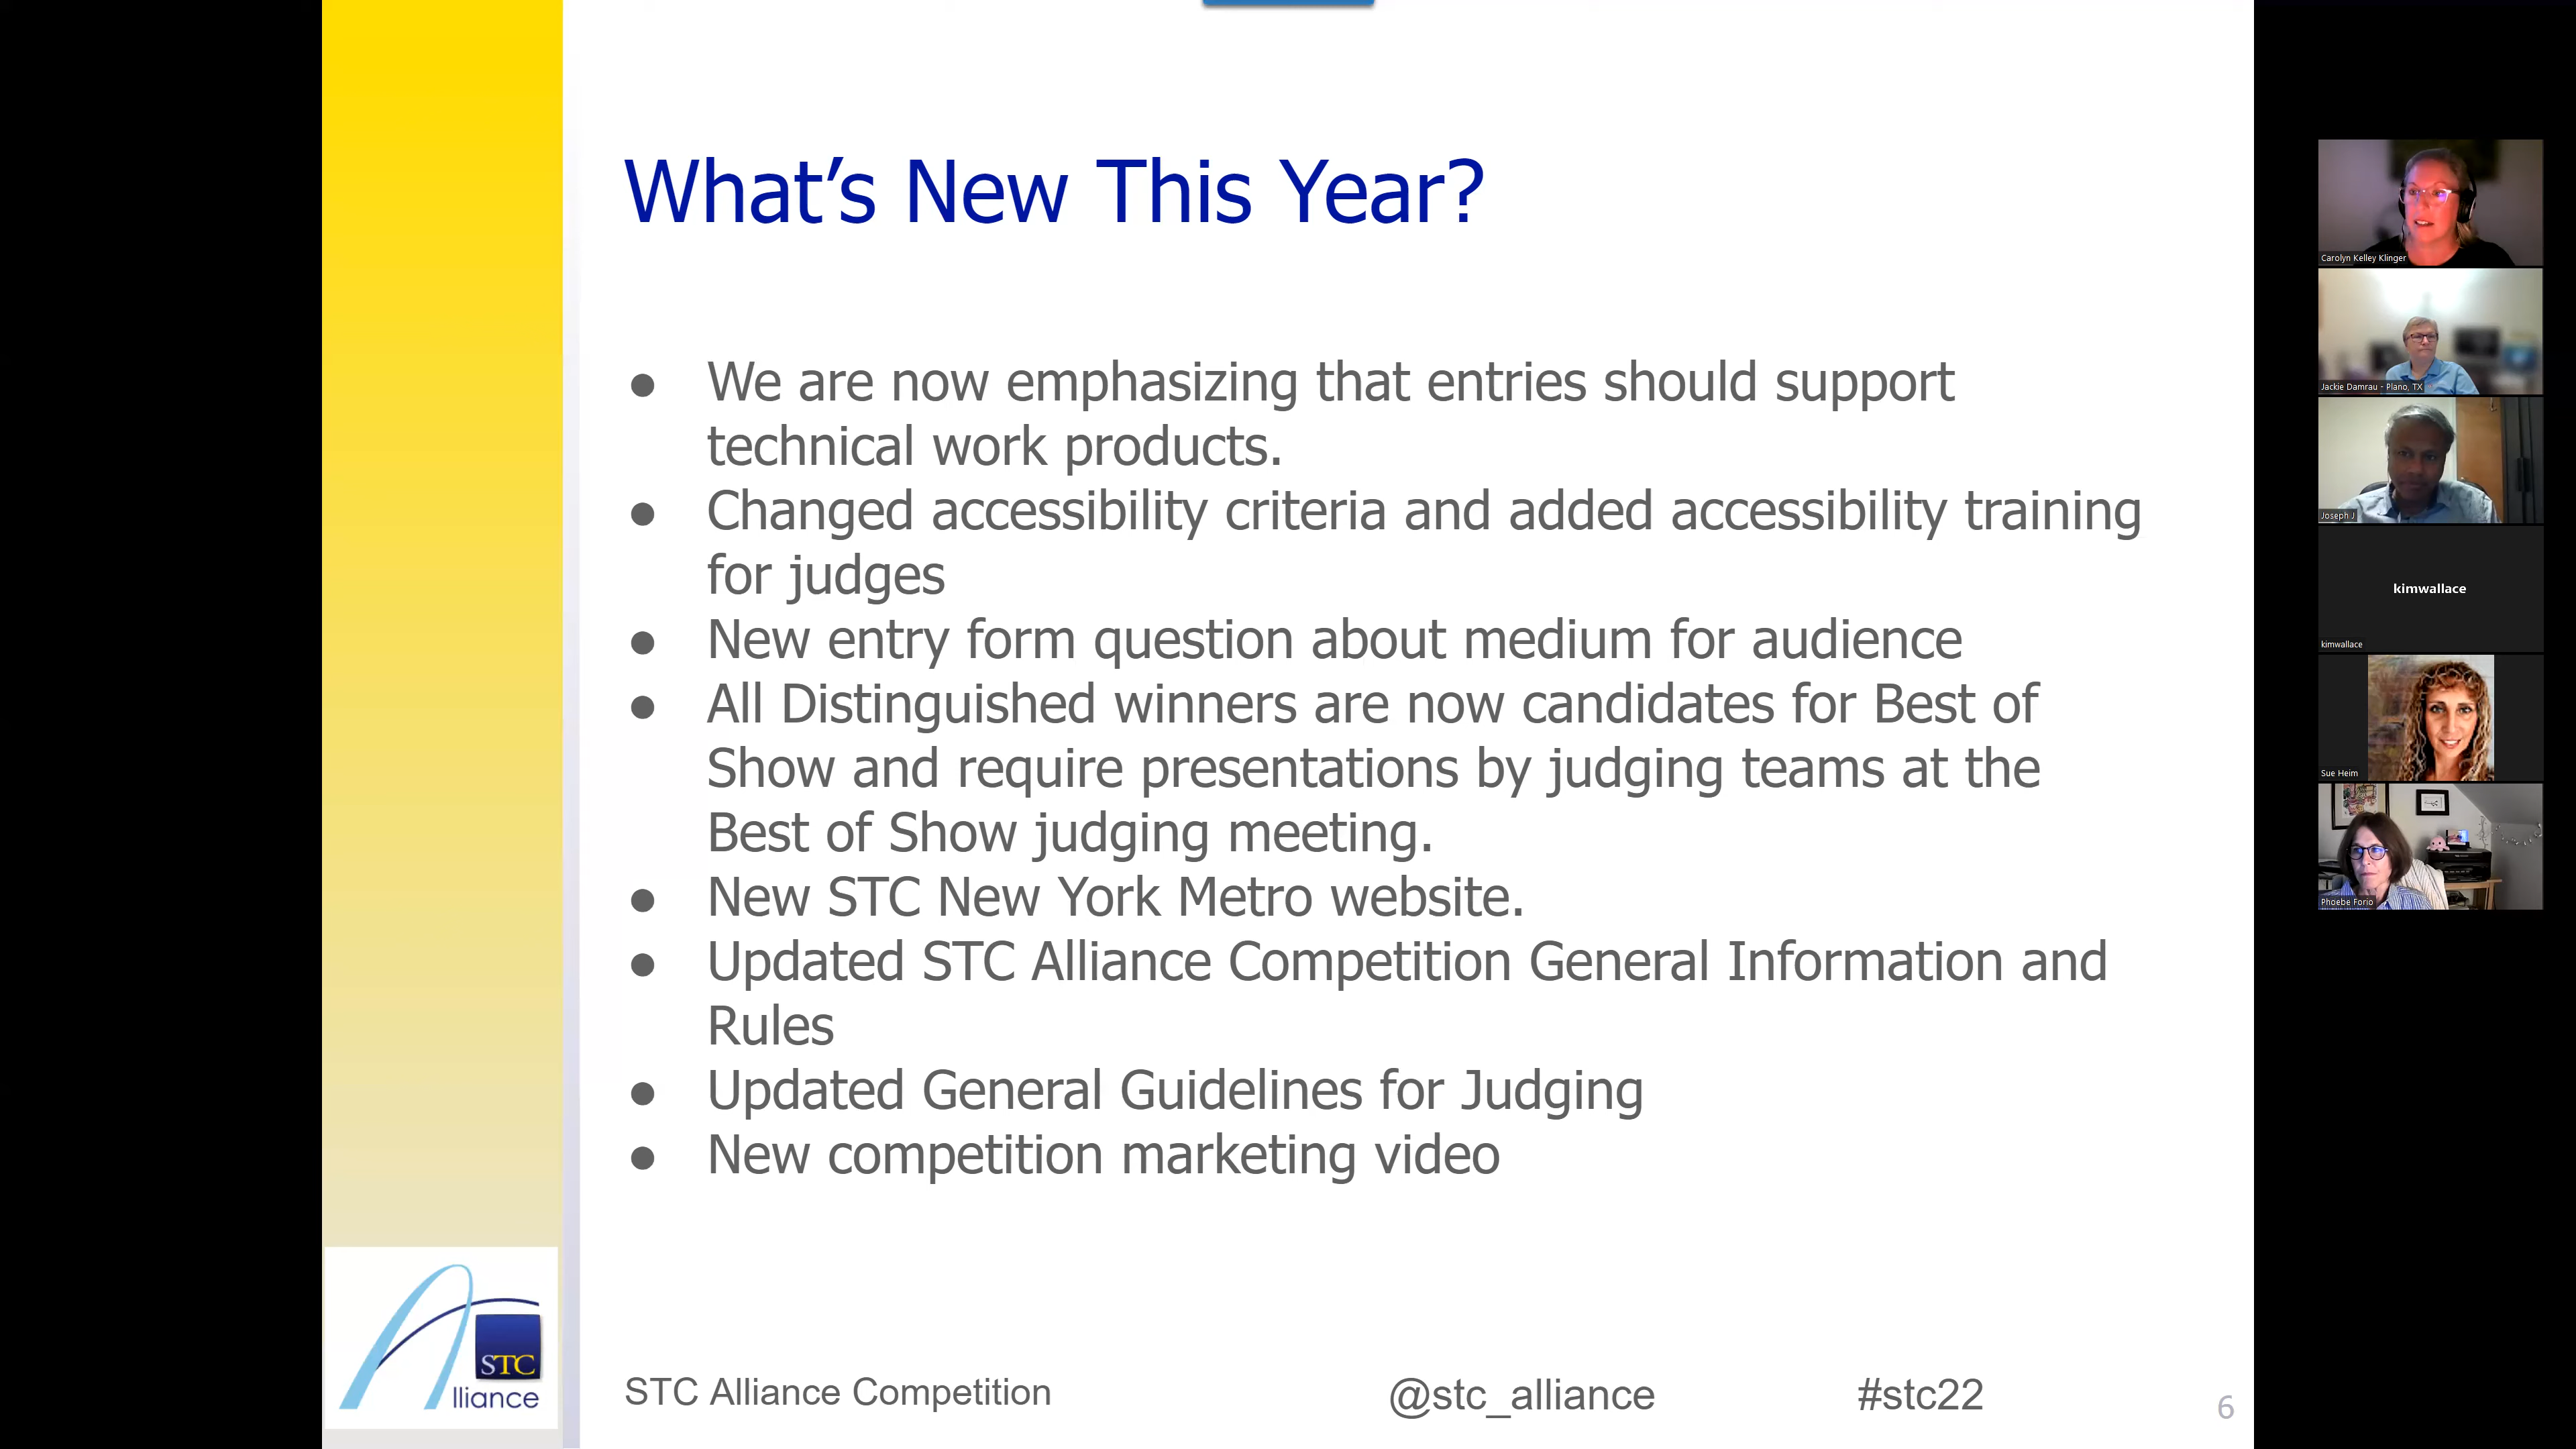 What’s New This Year?
● We are now emphasizing that entries should support
technical work products.
● Changed accessibility criteria and added accessibility training
for judges
● New entry form question about medium for audience
● All Distinguished winners are now candidates for Best of
Show and require presentations by judging teams at the
Best of Show judging meeting.
● New STC New York Metro website.
● Updated STC Alliance Competition General Information and
Rules
● Updated General Guidelines for Judging
● New competition marketing video
STC
lliance
STC Alliance Competition
@stc_alliance
#stc22
6
Carolyn Kelley Klinger
Jackie Damrau - Plano, TX
Joseph J
kimwallace
kimwallace
Sue Heim
Phoebe Forio